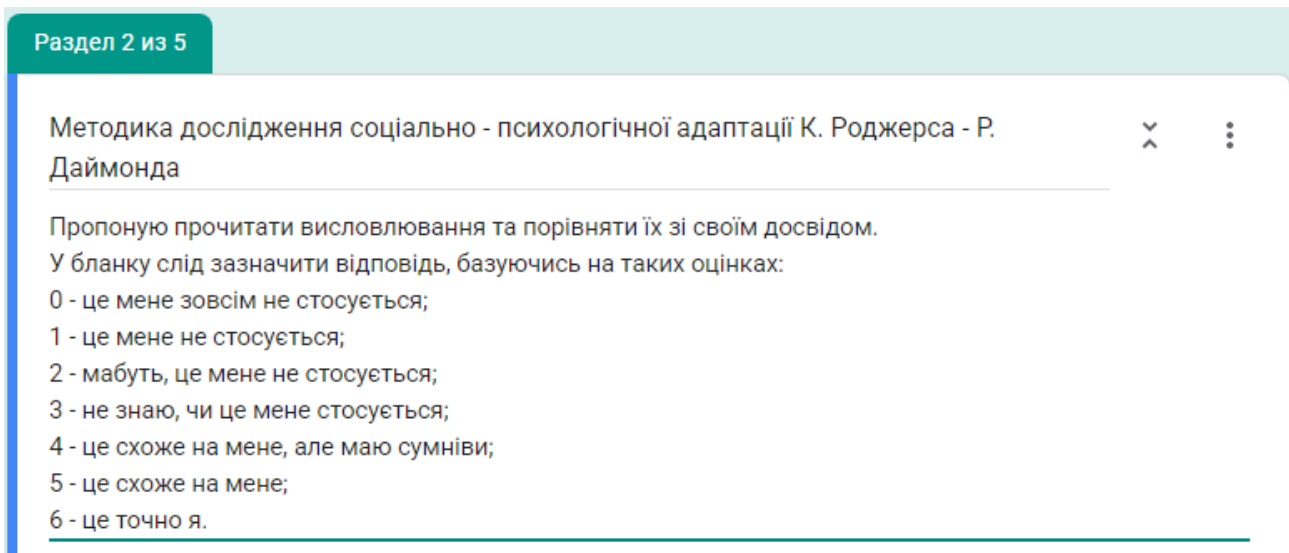 Раздел 2 из 5
Методика дослідження соціально - психологічної адаптації К. Роджерса - Р.
Даймонда
Пропоную прочитати висловлювання та порівняти їх зі своїм досвідом.
У бланку слід зазначити відповідь, базуючись на таких оцінках:
0 - це мене зовсім не стосується;
1 - це мене не стосується;
2 - мабуть, це мене не стосується;
3 - не знаю, чи це мене стосується;
4 - це схоже на мене, але маю сумніви;
5 - це схоже на мене;
6 - це точно я.